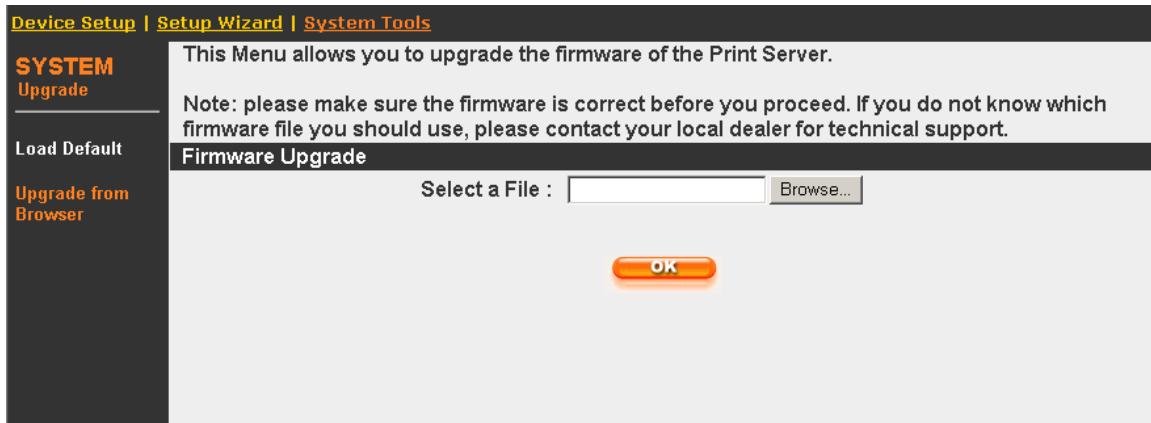 Device Setup | Setup Wizard | System Tools
SYSTEM
Upgrade
Load Default
Upgrade from
Browser
This Menu allows you to upgrade the firmware of the Print Server.
Note: please make sure the firmware is correct before you proceed. If you do not know which
firmware file you should use, please contact your local dealer for technical support.
Firmware Upgrade
Select a File : Browse...
OK